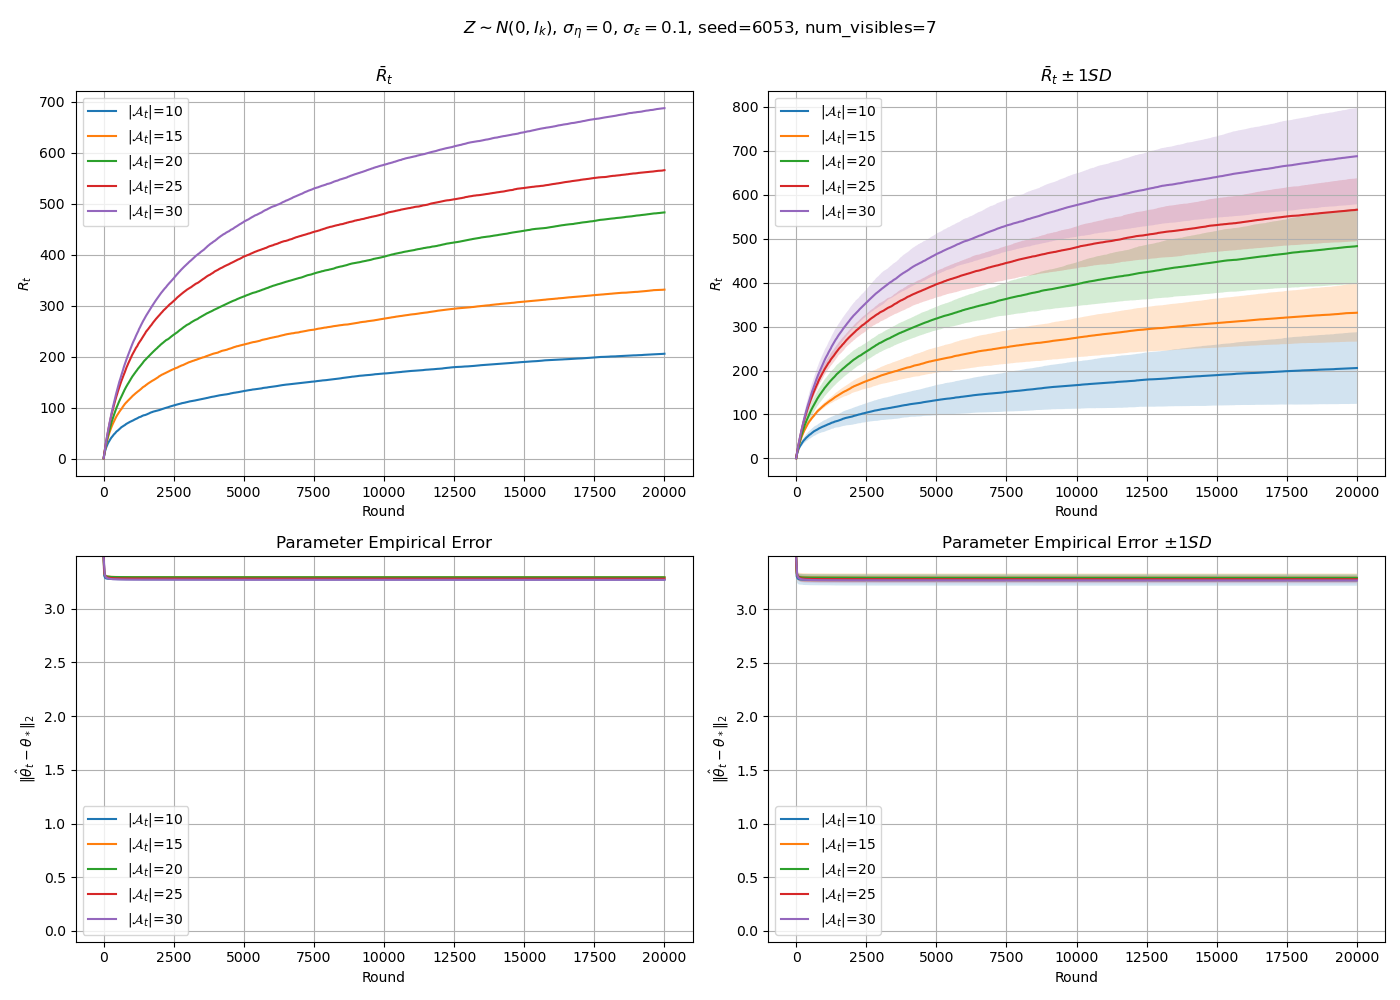 Z ∼ N(0, I_k), σ_η = 0, σ_ε = 0.1, seed=6053, num_visibles=7
R̄_t
R_t
700
600
500
400
300
200
100
0
|𝒜_t|=10
|𝒜_t|=15
|𝒜_t|=20
|𝒜_t|=25
|𝒜_t|=30
0 2500 5000 7500 10000 12500 15000 17500 20000
Round
R̄_t ± 1SD
R_t
800
700
600
500
400
300
200
100
0
|𝒜_t|=10
|𝒜_t|=15
|𝒜_t|=20
|𝒜_t|=25
|𝒜_t|=30
0 2500 5000 7500 10000 12500 15000 17500 20000
Round
Parameter Empirical Error
‖θ̂_t − θ_*‖_2
3.0
2.5
2.0
1.5
1.0
0.5
0.0
|𝒜_t|=10
|𝒜_t|=15
|𝒜_t|=20
|𝒜_t|=25
|𝒜_t|=30
0 2500 5000 7500 10000 12500 15000 17500 20000
Round
Parameter Empirical Error ±1SD
‖θ̂_t − θ_*‖_2
3.0
2.5
2.0
1.5
1.0
0.5
0.0
|𝒜_t|=10
|𝒜_t|=15
|𝒜_t|=20
|𝒜_t|=25
|𝒜_t|=30
0 2500 5000 7500 10000 12500 15000 17500 20000
Round